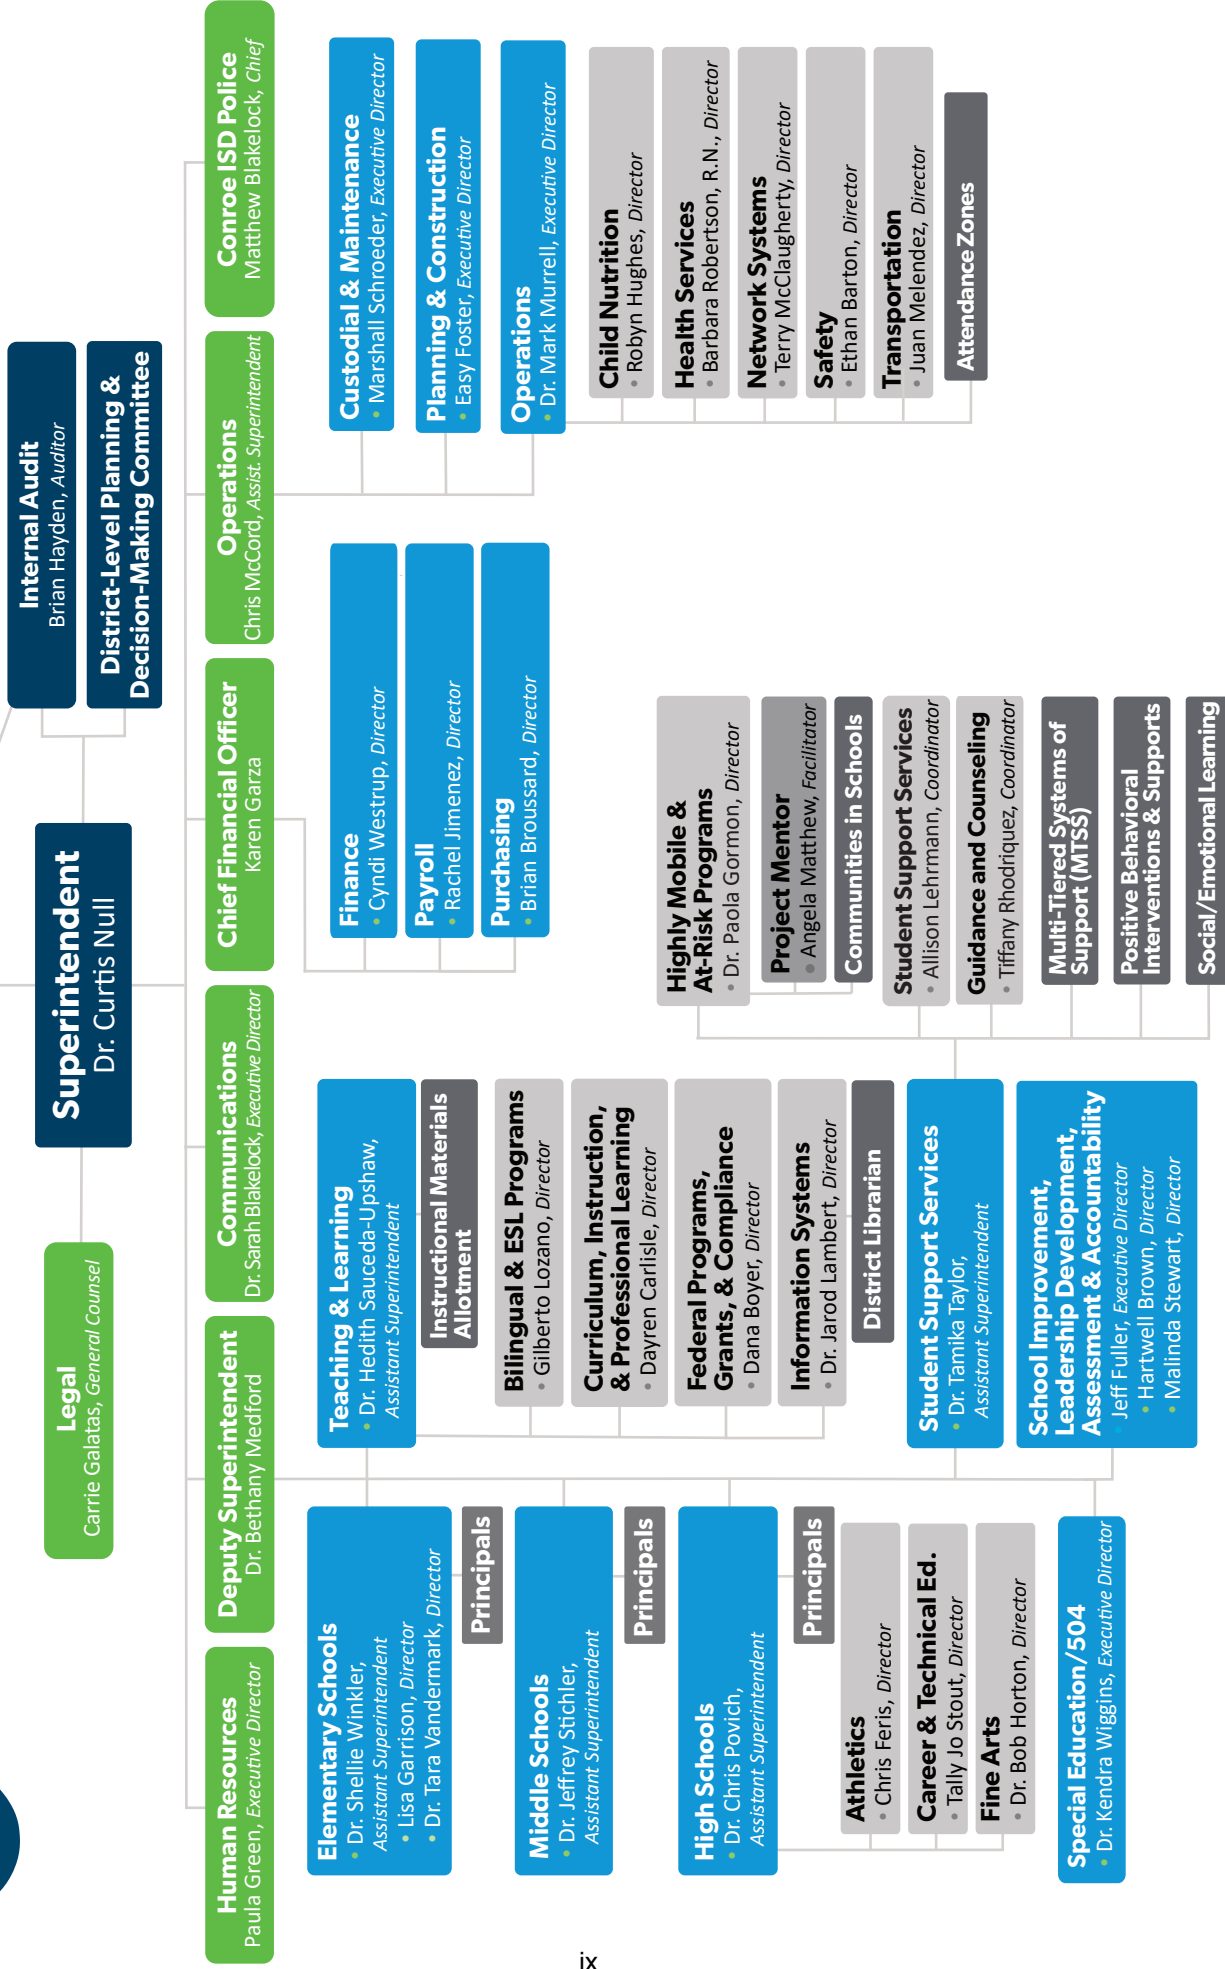 Internal Audit
Brian Hayden, Auditor
District-Level Planning &
Decision-Making Committee
Superintendent
Dr. Curtis Null
Legal
Carrie Galatas, General Counsel
Human Resources
Paula Green, Executive Director
Deputy Superintendent
Dr. Bethany Medford
Communications
Dr. Sarah Blakelock, Executive Director
Chief Financial Officer
Karen Garza
Operations
Chris McCord, Assist. Superintendent
Conroe ISD Police
Matthew Blakelock, Chief
Elementary Schools
• Dr. Shellie Winkler,
Assistant Superintendent
• Lisa Garrison, Director
• Dr. Tara Vandermark, Director
Principals
Middle Schools
• Dr. Jeffrey Stichler,
Assistant Superintendent
Principals
High Schools
• Dr. Chris Povich,
Assistant Superintendent
Principals
Athletics
• Chris Feris, Director
Career & Technical Ed.
• Tally Jo Stout, Director
Fine Arts
• Dr. Bob Horton, Director
Special Education/504
• Dr. Kendra Wiggins, Executive Director
Teaching & Learning
• Dr. Hedith Sauceda-Upshaw,
Assistant Superintendent
Instructional Materials
Allotment
Bilingual & ESL Programs
• Gilberto Lozano, Director
Curriculum, Instruction,
& Professional Learning
• Dayren Carlisle, Director
Federal Programs,
Grants, & Compliance
• Dana Boyer, Director
Information Systems
• Dr. Jarod Lambert, Director
District Librarian
Student Support Services
• Dr. Tamika Taylor,
Assistant Superintendent
School Improvement,
Leadership Development,
Assessment & Accountability
• Jeff Fuller, Executive Director
• Hartwell Brown, Director
• Malinda Stewart, Director
Highly Mobile &
At-Risk Programs
• Dr. Paola Gormon, Director
Project Mentor
• Angela Matthew, Facilitator
Communities in Schools
Student Support Services
• Allison Lehrmann, Coordinator
Guidance and Counseling
• Tiffany Rhodriquez, Coordinator
Multi-Tiered Systems of
Support (MTSS)
Positive Behavioral
Interventions & Supports
Social/Emotional Learning
Finance
• Cyndi Westrup, Director
Payroll
• Rachel Jimenez, Director
Purchasing
• Brian Broussard, Director
Custodial & Maintenance
• Marshall Schroeder, Executive Director
Planning & Construction
• Easy Foster, Executive Director
Operations
• Dr. Mark Murrell, Executive Director
Child Nutrition
• Robyn Hughes, Director
Health Services
• Barbara Robertson, R.N., Director
Network Systems
• Terry McClaugherty, Director
Safety
• Ethan Barton, Director
Transportation
• Juan Melendez, Director
Attendance Zones
ix